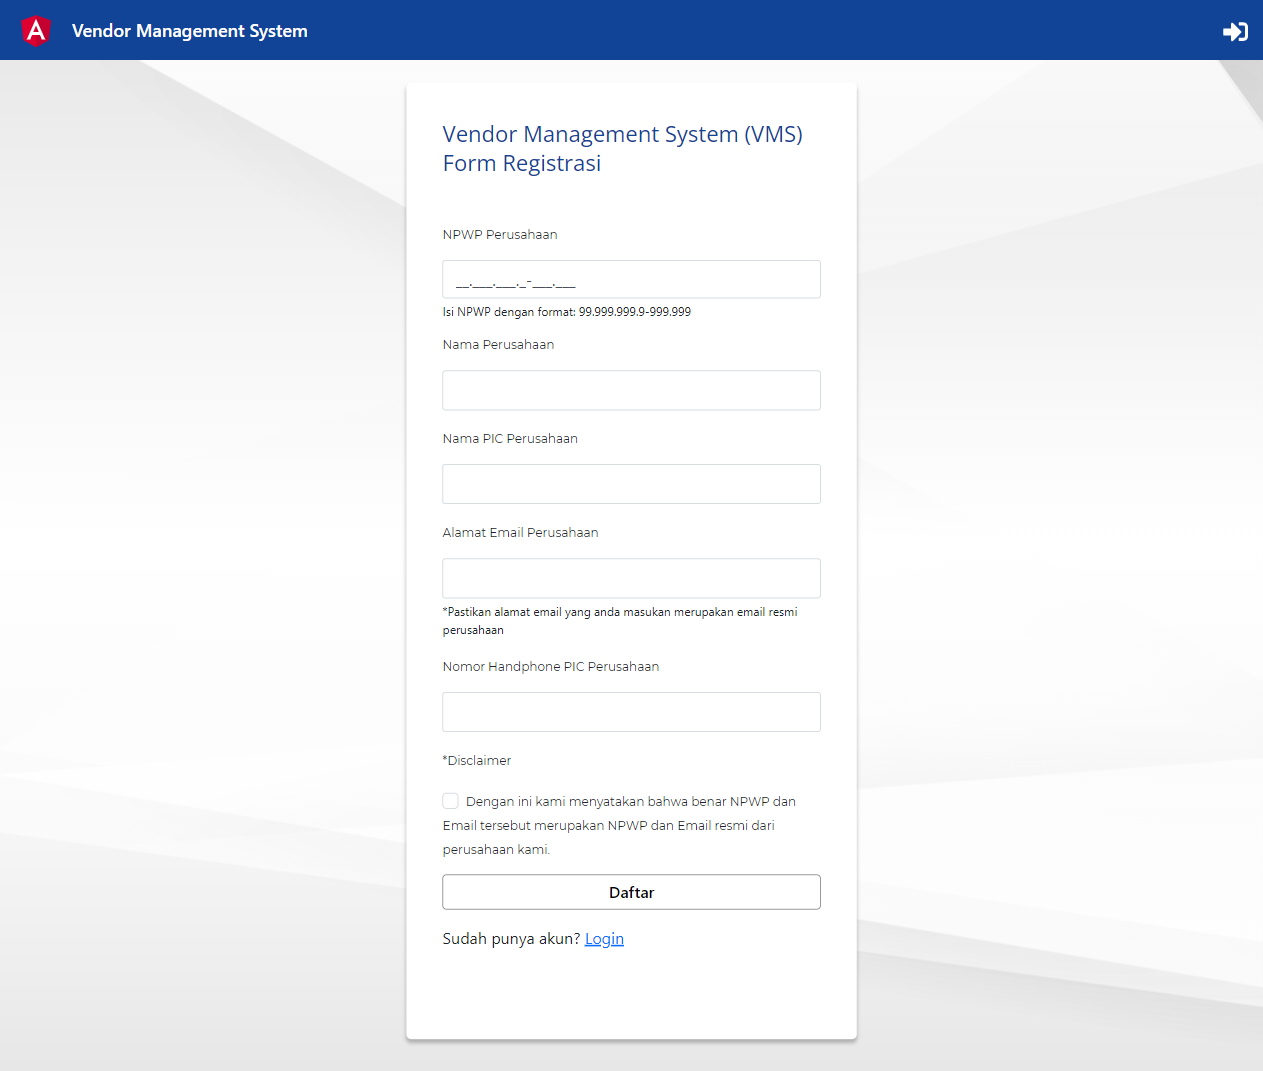 Vendor Management System
Vendor Management System (VMS)
Form Registrasi
NPWP Perusahaan
__.___.___._-___.___
Isi NPWP dengan format: 99.999.999.9-999.999
Nama Perusahaan
Nama PIC Perusahaan
Alamat Email Perusahaan
*Pastikan alamat email yang anda masukan merupakan email resmi
perusahaan
Nomor Handphone PIC Perusahaan
*Disclaimer
Dengan ini kami menyatakan bahwa benar NPWP dan
Email tersebut merupakan NPWP dan Email resmi dari
perusahaan kami.
Daftar
Sudah punya akun? Login